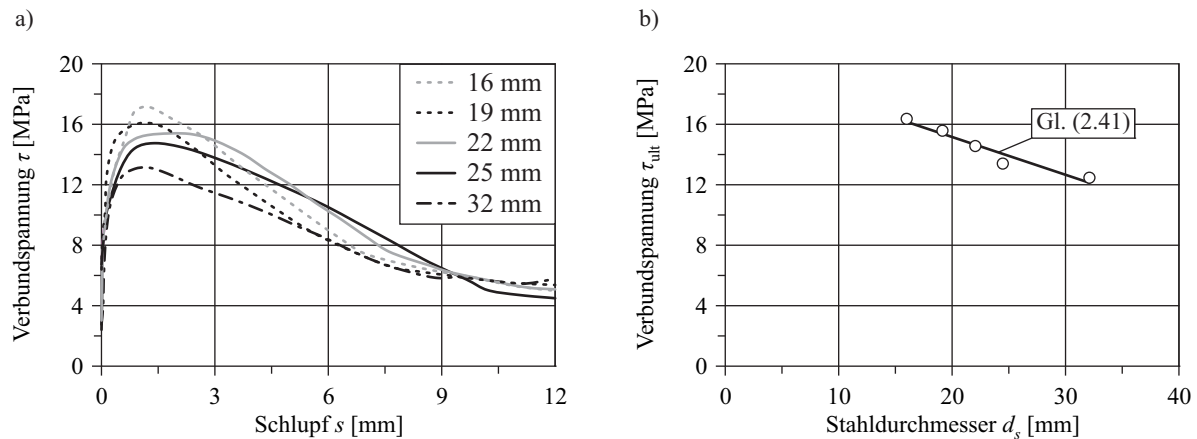 a)
Verbundspannung τ [MPa]
20
16
12
8
4
0
16 mm
19 mm
22 mm
25 mm
32 mm
0 3 6 9 12
Schlupf s [mm]
b)
Verbundspannung τult [MPa]
20
16
12
8
4
0
Gl. (2.41)
0 10 20 30 40
Stahldurchmesser ds [mm]